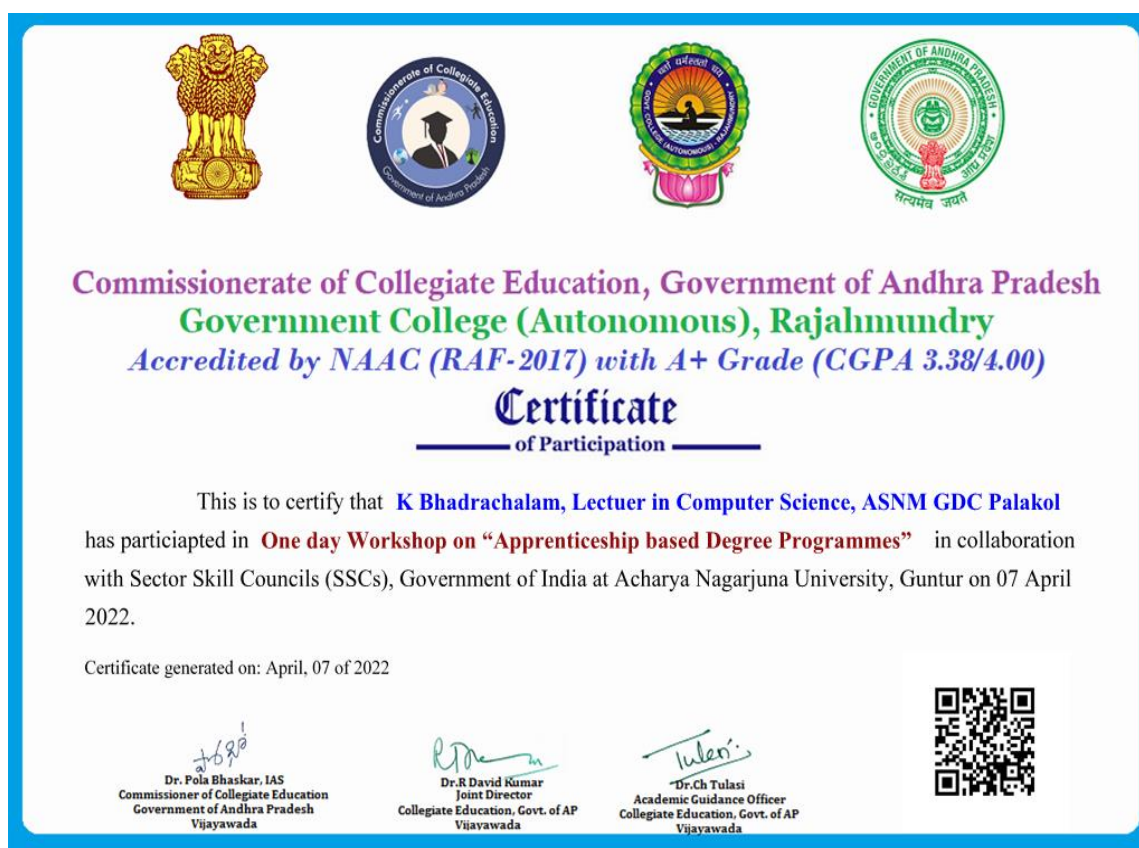 Commissionerate of Collegiate Education
Government of Andhra Pradesh
GOVT. COLLEGE (AUTONOMOUS) - RAJAHMUNDRY
GOVERNMENT OF ANDHRA PRADESH
सत्यमेव जयते
Commissionerate of Collegiate Education, Government of Andhra Pradesh
Government College (Autonomous), Rajahmundry
Accredited by NAAC (RAF-2017) with A+ Grade (CGPA 3.38/4.00)
Certificate
of Participation
This is to certify that K Bhadrachalam, Lectuer in Computer Science, ASNM GDC Palakol
has particiapted in One day Workshop on “Apprenticeship based Degree Programmes” in collaboration
with Sector Skill Councils (SSCs), Government of India at Acharya Nagarjuna University, Guntur on 07 April
2022.
Certificate generated on: April, 07 of 2022
Dr. Pola Bhaskar, IAS
Commissioner of Collegiate Education
Government of Andhra Pradesh
Vijayawada
Dr.R David Kumar
Joint Director
Collegiate Education, Govt. of AP
Vijayawada
Tulasi
Dr.Ch Tulasi
Academic Guidance Officer
Collegiate Education, Govt. of AP
Vijayawada